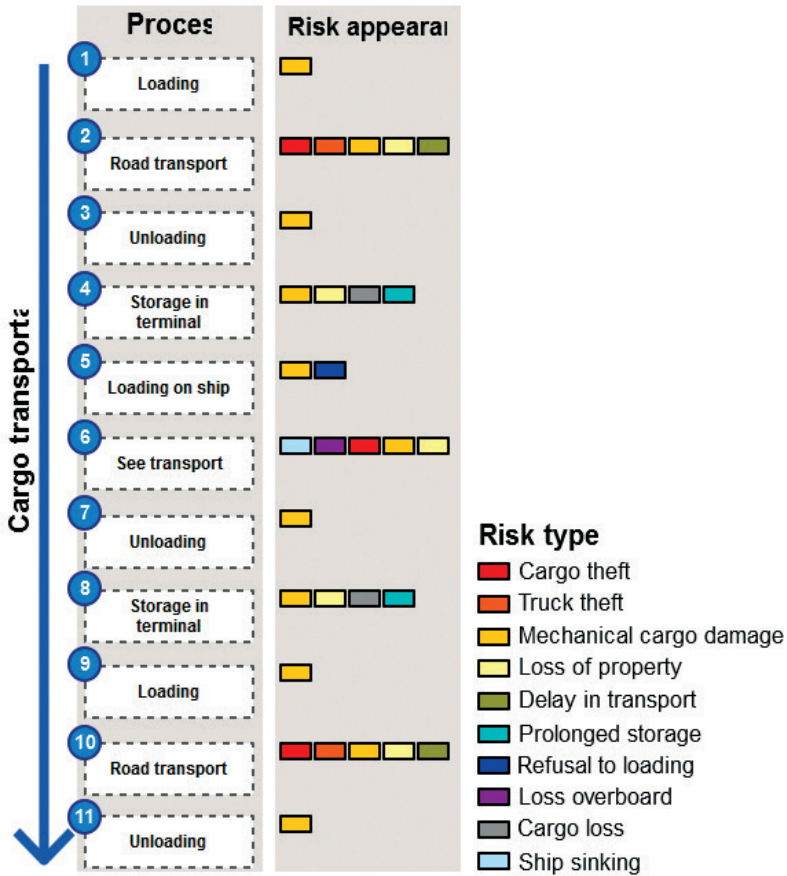 Proces
Risk appearar
1
Loading
2
Road transport
3
Unloading
4
Storage in
terminal
5
Loading on ship
6
See transport
7
Unloading
8
Storage in
terminal
9
Loading
10
Road transport
11
Unloading
Cargo transporta
Risk type
Cargo theft
Truck theft
Mechanical cargo damage
Loss of property
Delay in transport
Prolonged storage
Refusal to loading
Loss overboard
Cargo loss
Ship sinking